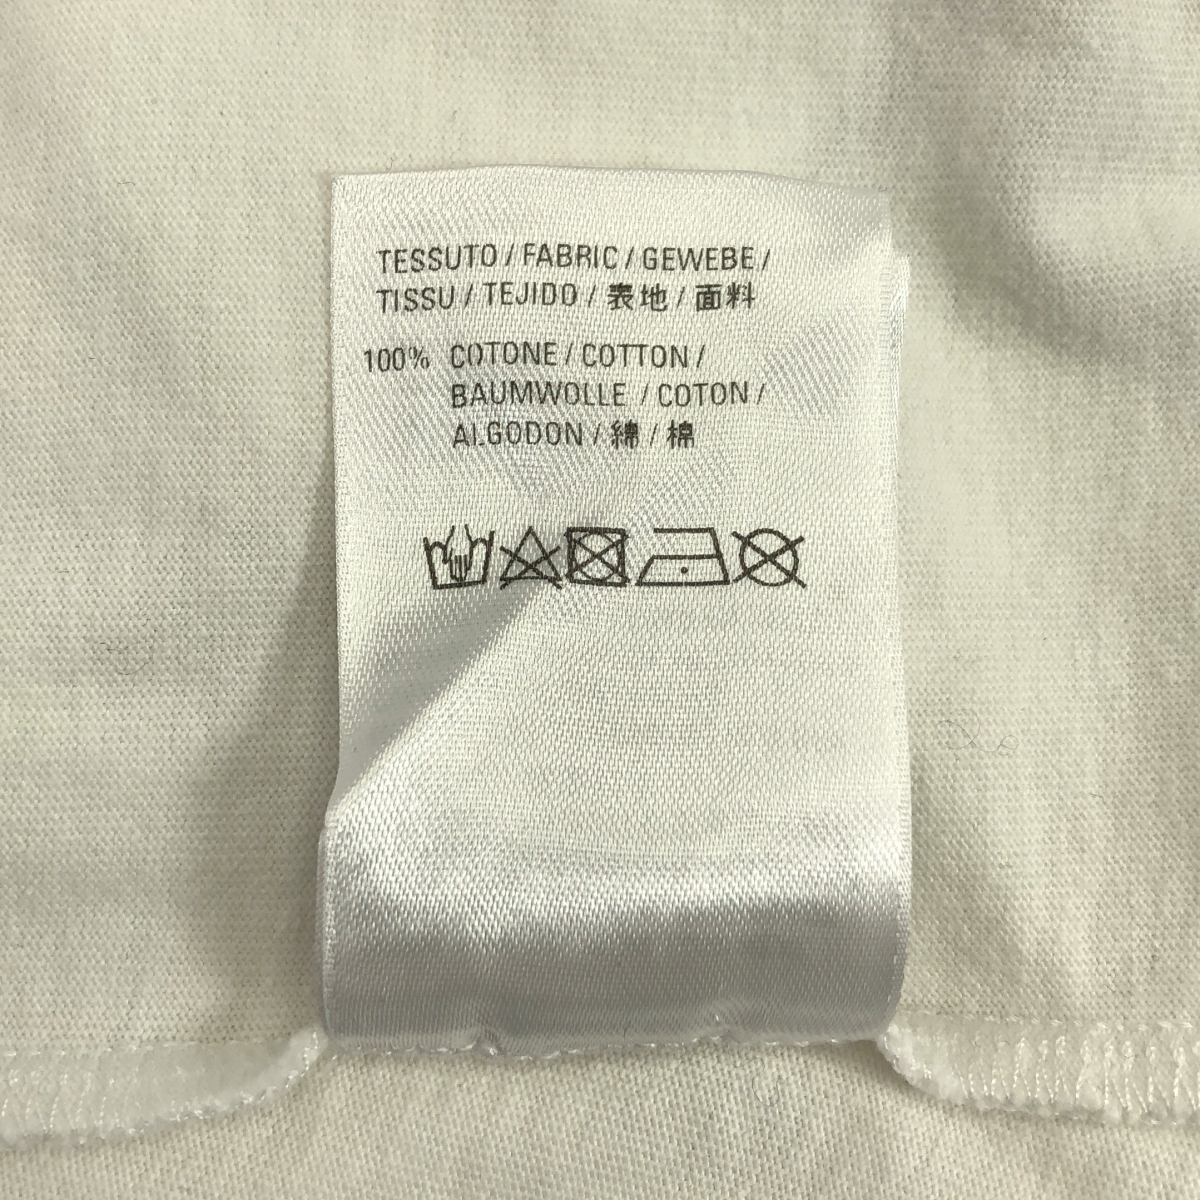 TESSUTO / FABRIC / GEWEBE /
TISSU / TEJIDO / 表地 / 面料
100% COTONE / COTTON /
BAUMWOLLE / COTON /
ALGODON / 綿 / 棉